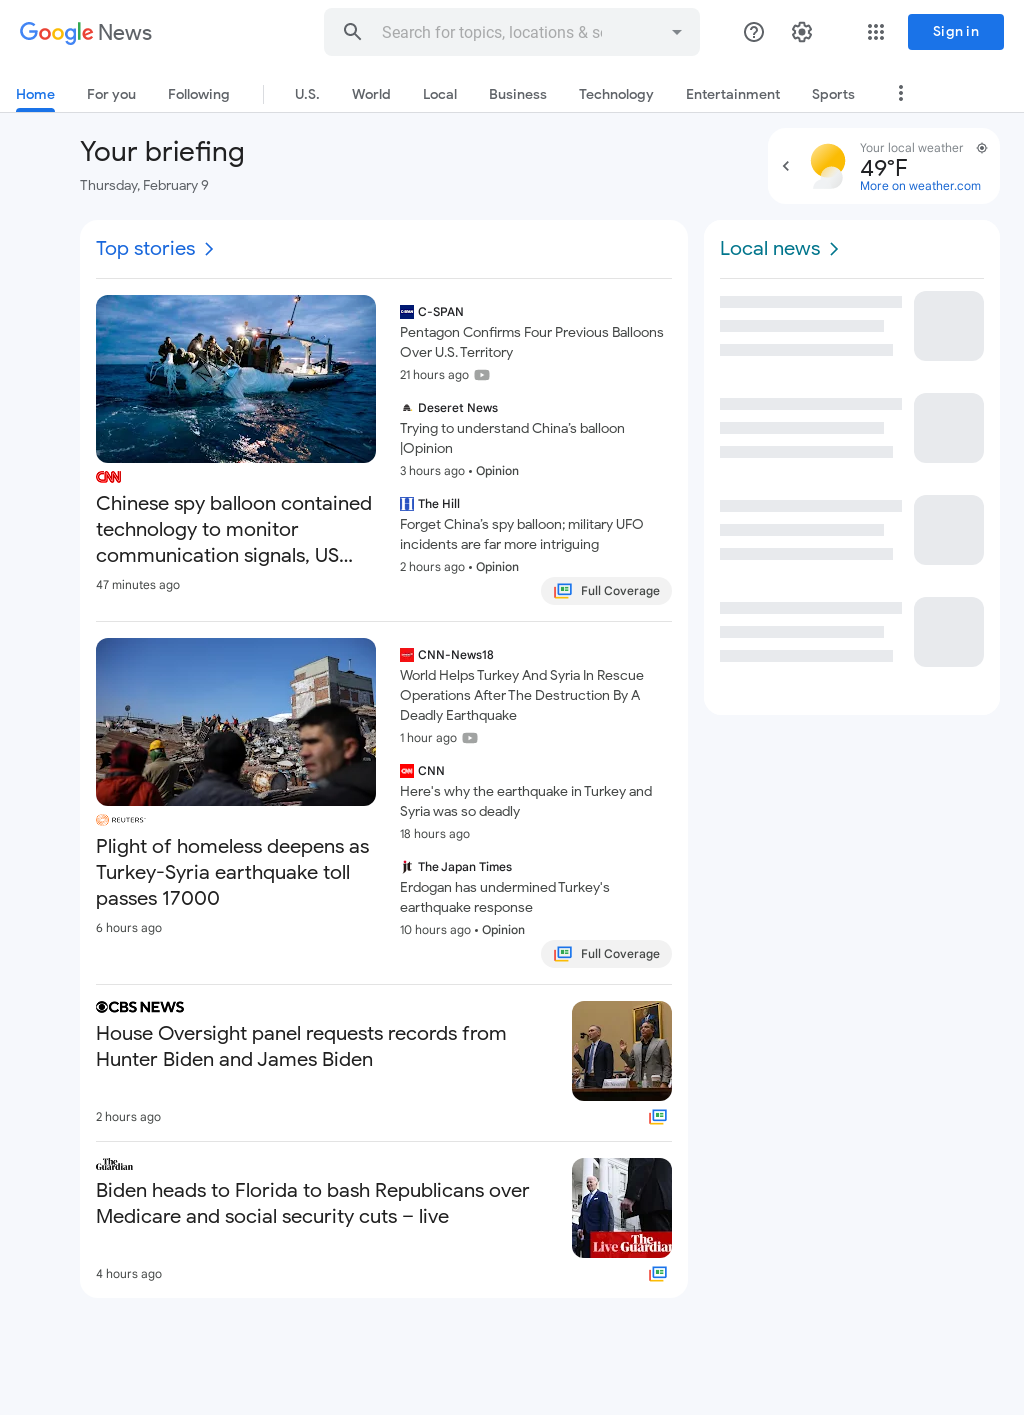 Google News
Search for topics, locations & so
Sign in
Home
For you
Following
U.S.
World
Local
Business
Technology
Entertainment
Sports
Your briefing
Thursday, February 9
Your local weather
49°F
More on weather.com
Top stories
CNN
Chinese spy balloon contained
technology to monitor
communication signals, US...
47 minutes ago
C-SPAN
Pentagon Confirms Four Previous Balloons
Over U.S. Territory
21 hours ago
Deseret News
Trying to understand China's balloon
|Opinion
3 hours ago • Opinion
The Hill
Forget China's spy balloon; military UFO
incidents are far more intriguing
2 hours ago • Opinion
Full Coverage
REUTERS
Plight of homeless deepens as
Turkey-Syria earthquake toll
passes 17000
6 hours ago
CNN-News18
World Helps Turkey And Syria In Rescue
Operations After The Destruction By A
Deadly Earthquake
1 hour ago
CNN
Here's why the earthquake in Turkey and
Syria was so deadly
18 hours ago
The Japan Times
Erdogan has undermined Turkey's
earthquake response
10 hours ago • Opinion
Full Coverage
CBS NEWS
House Oversight panel requests records from
Hunter Biden and James Biden
2 hours ago
The
Guardian
Biden heads to Florida to bash Republicans over
Medicare and social security cuts – live
The
Live Guardian
4 hours ago
Local news